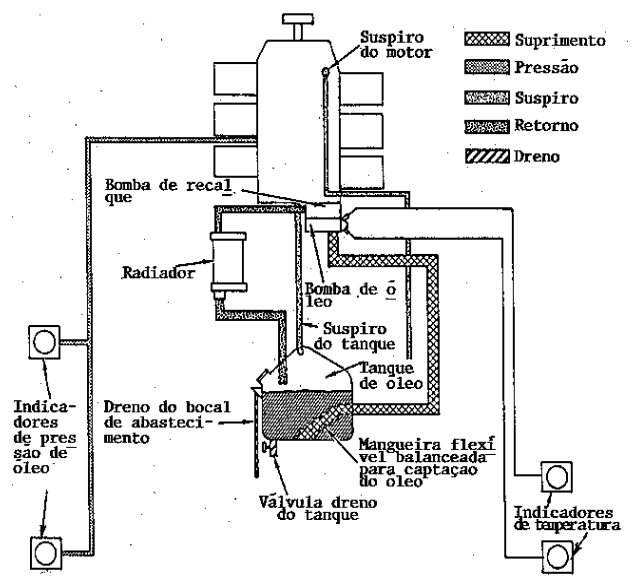 Suspiro
do motor
Suprimento
Pressão
Suspiro
Retorno
Dreno
Bomba de recal
que
Radiador
Bomba de ó
leo
Suspiro
do tanque
Tanque
de óleo
Indica-
dores
de pres
são de
óleo
Dreno do bocal
de abasteci-
mento
Mangueira flexí
vel balanceada
para captação
do óleo
Válvula dreno
do tanque
Indicadores
de temperatura